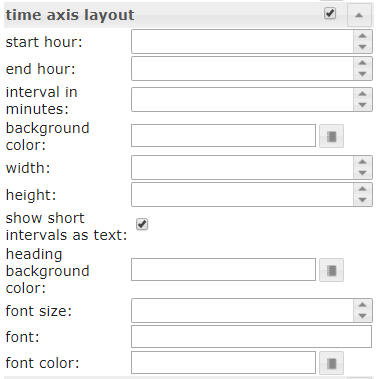 time axis layout
start hour:
end hour:
interval in
minutes:
background
color:
width:
height:
show short
intervals as text:
heading
background
color:
font size:
font:
font color: